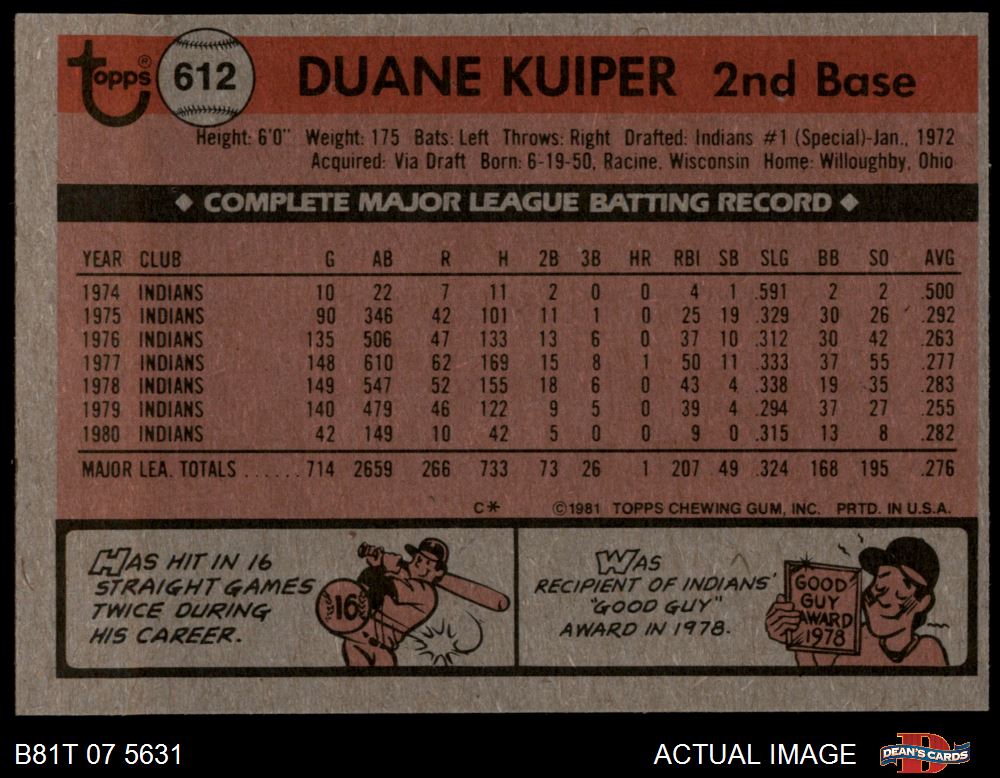 Topps® 612 DUANE KUIPER 2nd Base
Height: 6'0" Weight: 175 Bats: Left Throws: Right Drafted: Indians #1 (Special)-Jan., 1972
Acquired: Via Draft Born: 6-19-50, Racine, Wisconsin Home: Willoughby, Ohio
◆ COMPLETE MAJOR LEAGUE BATTING RECORD ◆
YEAR CLUB G AB R H 2B 3B HR RBI SB SLG BB SO AVG
1974 INDIANS 10 22 7 11 2 0 0 4 1 .591 2 2 .500
1975 INDIANS 90 346 42 101 11 1 0 25 19 .329 30 26 .292
1976 INDIANS 135 506 47 133 13 6 0 37 10 .312 30 42 .263
1977 INDIANS 148 610 62 169 15 8 1 50 11 .333 37 55 .277
1978 INDIANS 149 547 52 155 18 6 0 43 4 .338 19 35 .283
1979 INDIANS 140 479 46 122 9 5 0 39 4 .294 37 27 .255
1980 INDIANS 42 149 10 42 5 0 0 9 0 .315 13 8 .282
MAJOR LEA. TOTALS ...... 714 2659 266 733 73 26 1 207 49 .324 168 195 .276
C* ©1981 TOPPS CHEWING GUM, INC. PRTD. IN U.S.A.
HAS HIT IN 16
STRAIGHT GAMES
TWICE DURING
HIS CAREER.
16
WAS
RECIPIENT OF INDIANS'
"GOOD GUY"
AWARD IN 1978.
GOOD
GUY
AWARD
1978
B81T 07 5631 ACTUAL IMAGE DEAN'S CARDS